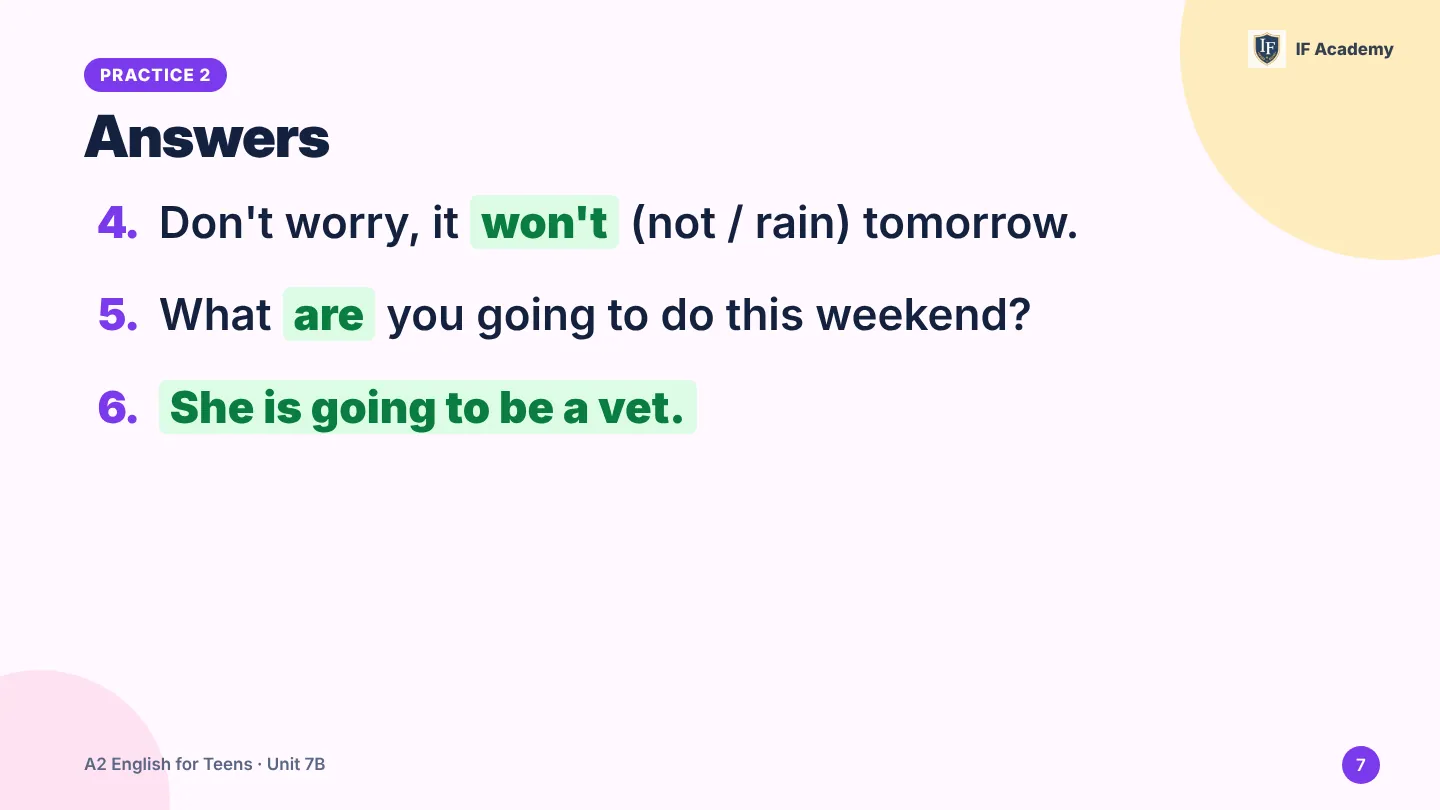 IF Academy
PRACTICE 2
Answers
4. Don't worry, it won't (not / rain) tomorrow.
5. What are you going to do this weekend?
6. She is going to be a vet.
A2 English for Teens · Unit 7B
7